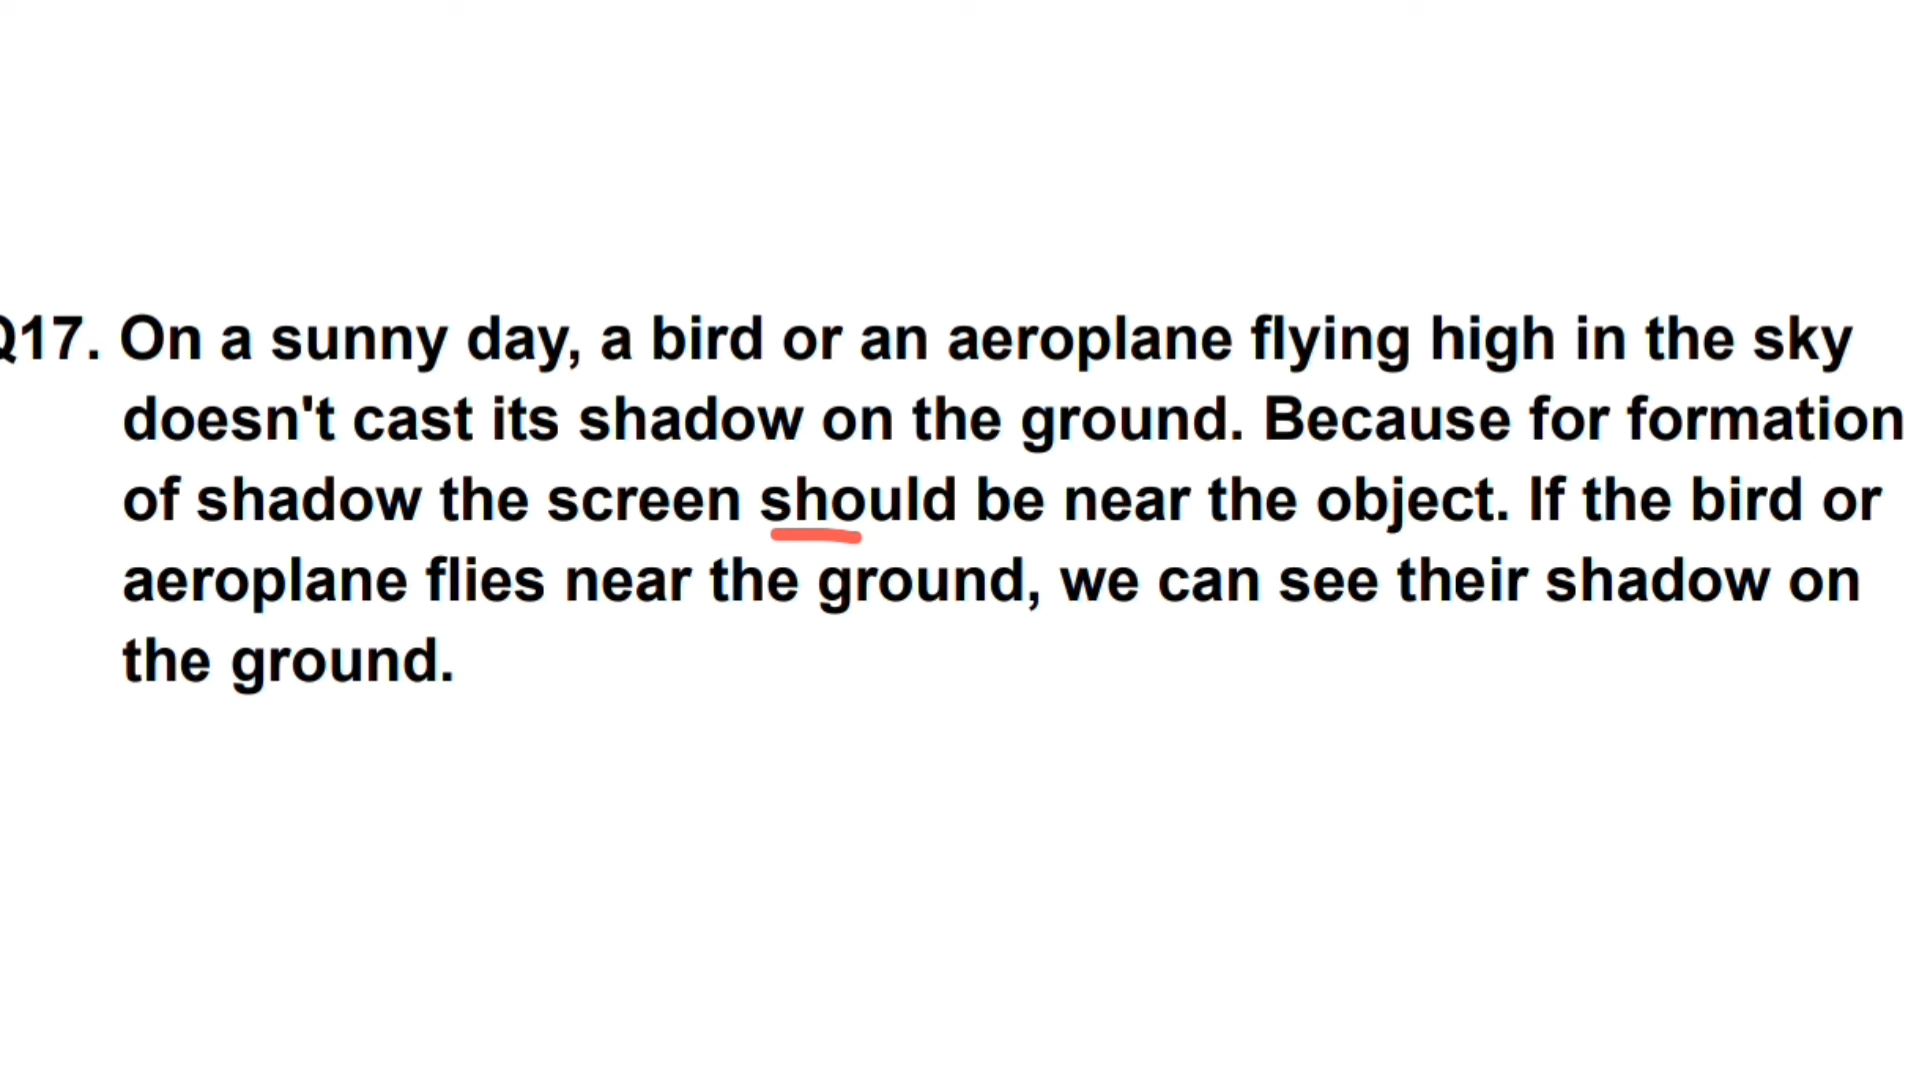 Q17. On a sunny day, a bird or an aeroplane flying high in the sky
doesn't cast its shadow on the ground. Because for formation
of shadow the screen should be near the object. If the bird or
aeroplane flies near the ground, we can see their shadow on
the ground.